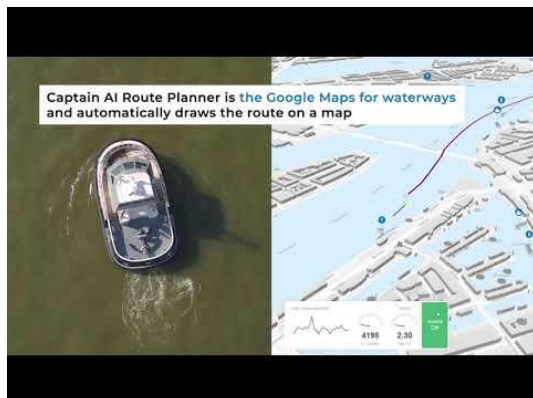 Captain AI Route Planner is the Google Maps for waterways
and automatically draws the route on a map
4198
2.30